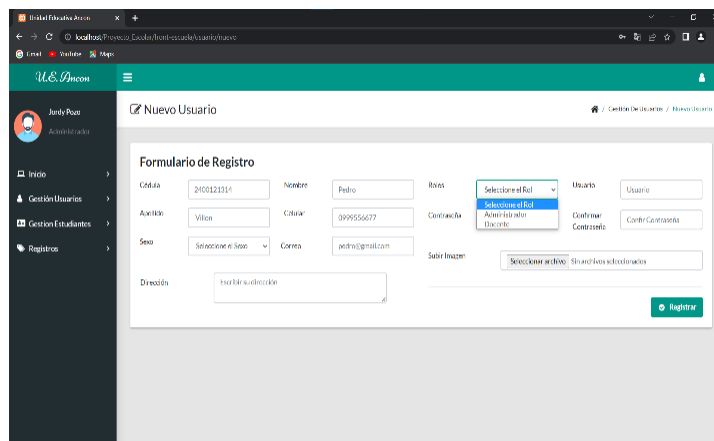 Unidad Educativa Ancon
localhost/Proyecto_Escolar/front-escuela/usuario/nuevo
Gmail YouTube Maps
U.E. Ancon
Jordy Pozo
Administrador
Inicio
Gestión Usuarios
Gestion Estudiantes
Registros
Nuevo Usuario
/ Gestión De Usuarios / Nuevo Usuario
Formulario de Registro
Cédula 2400121314 Nombre Pedro Roles Seleccione el Rol Usuario Usuario
Seleccione el Rol
Administrador
Docente
Apellido Villon Celular 0999556677 Contraseña Confirmar Contraseña Confir Contraseña
Sexo Seleccione el Sexo Correo pedro@gmail.com
Subir Imagen Seleccionar archivo Sin archivos seleccionados
Dirección Escribir su dirección
Registrar